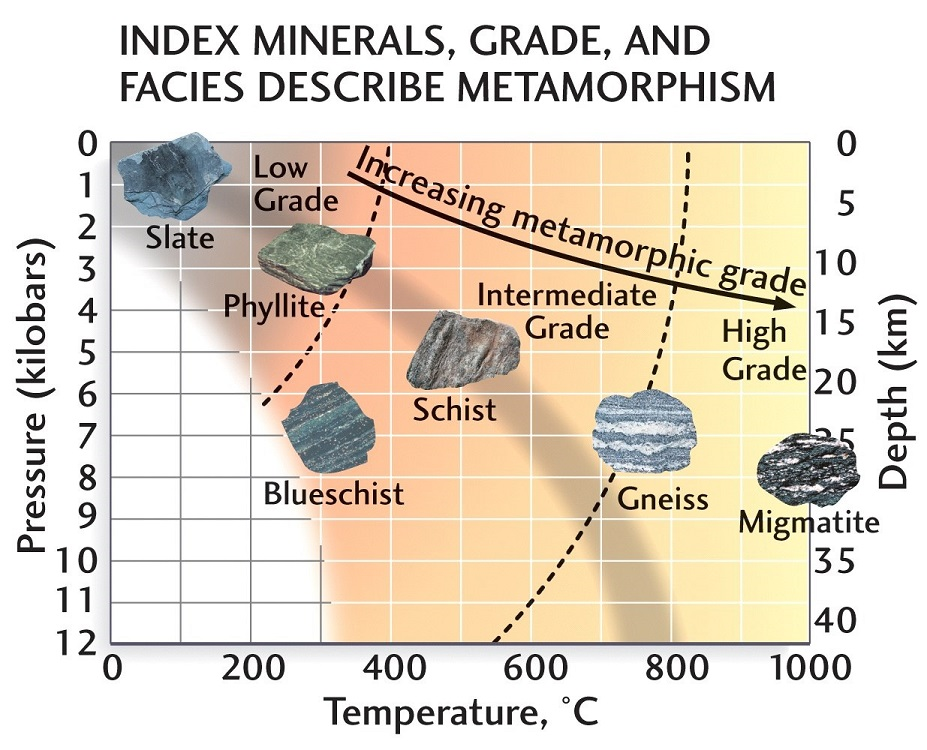 INDEX MINERALS, GRADE, AND
FACIES DESCRIBE METAMORPHISM
Pressure (kilobars)
0
1
2
3
4
5
6
7
8
9
10
11
12
Slate
Low
Grade
Phyllite
Increasing metamorphic grade
Intermediate
Grade
High
Grade
Schist
Blueschist
Gneiss
Migmatite
0
5
10
15
20
25
35
40
Depth (km)
0
200
400
600
800
1000
Temperature, °C